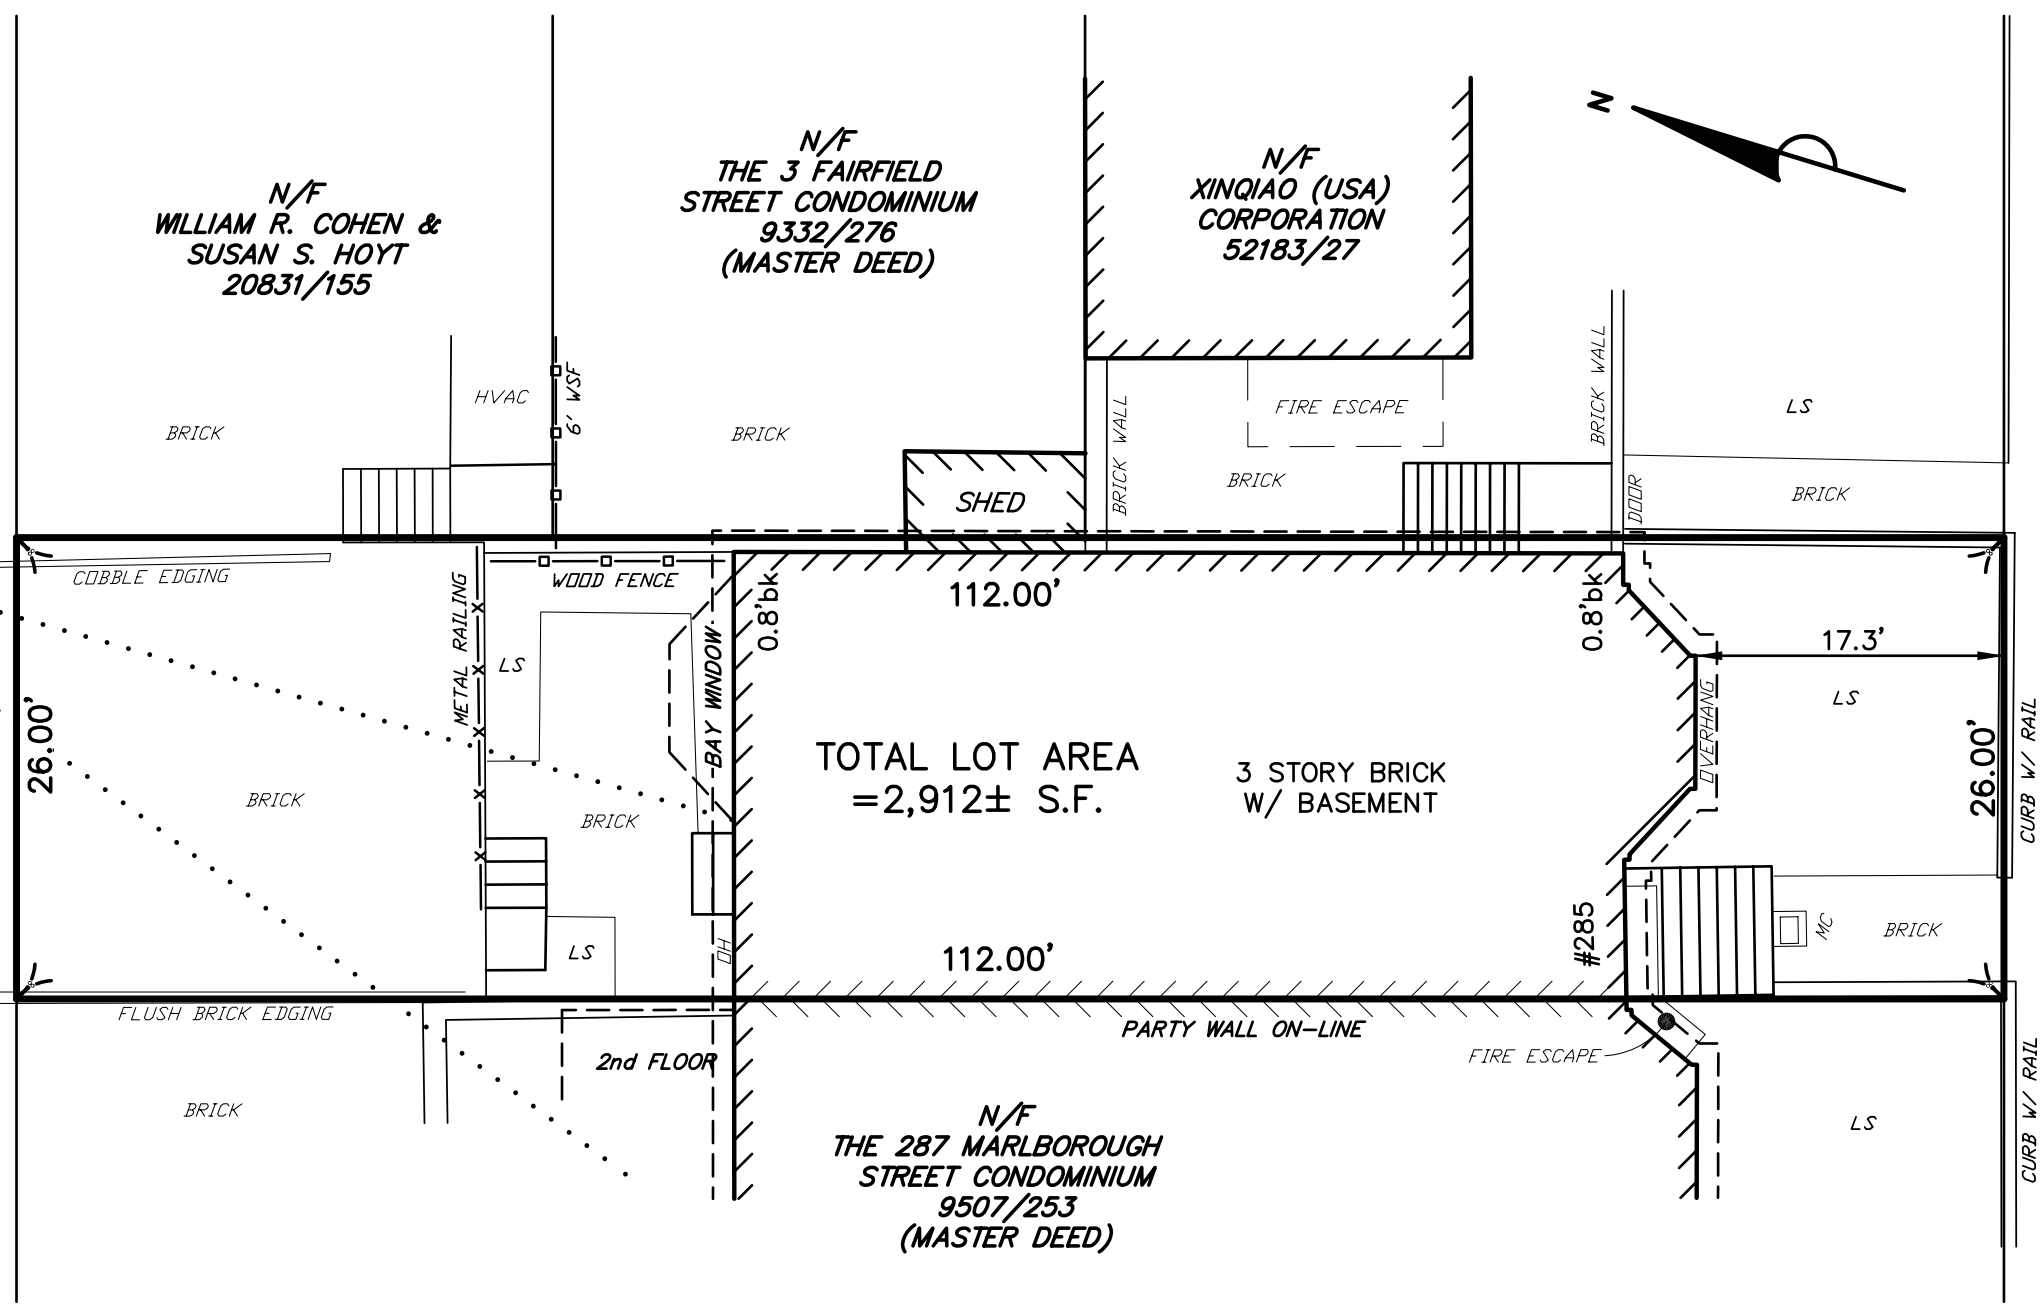 N
N/F
WILLIAM R. COHEN &
SUSAN S. HOYT
20831/155
N/F
THE 3 FAIRFIELD
STREET CONDOMINIUM
9332/276
(MASTER DEED)
N/F
XINQIAO (USA)
CORPORATION
52183/27
HVAC
6' WSF
BRICK
BRICK
BRICK WALL
FIRE ESCAPE
BRICK WALL
LS
SHED
BRICK
DOOR
BRICK
COBBLE EDGING
METAL RAILING
WOOD FENCE
LS
BAY WINDOW
0.8'bk
112.00'
0.8'bk
17.3'
OVERHANG
LS
26.00'
BRICK
BRICK
TOTAL LOT AREA
=2,912± S.F.
3 STORY BRICK
W/ BASEMENT
26.00'
CURB W/ RAIL
LS
OH
112.00'
#285
MC
BRICK
FLUSH BRICK EDGING
2nd FLOOR
PARTY WALL ON-LINE
FIRE ESCAPE
BRICK
N/F
THE 287 MARLBOROUGH
STREET CONDOMINIUM
9507/253
(MASTER DEED)
LS
CURB W/ RAIL